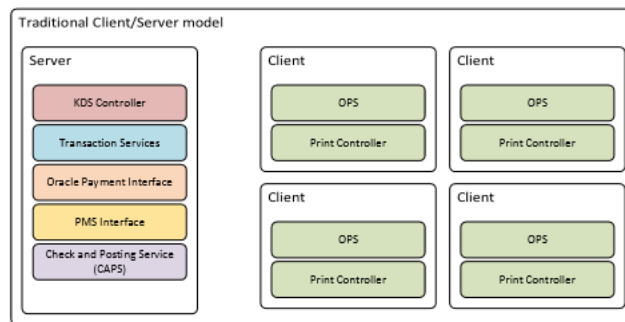 Traditional Client/Server model
Server
KDS Controller
Transaction Services
Oracle Payment Interface
PMS Interface
Check and Posting Service
(CAPS)
Client
OPS
Print Controller
Client
OPS
Print Controller
Client
OPS
Print Controller
Client
OPS
Print Controller